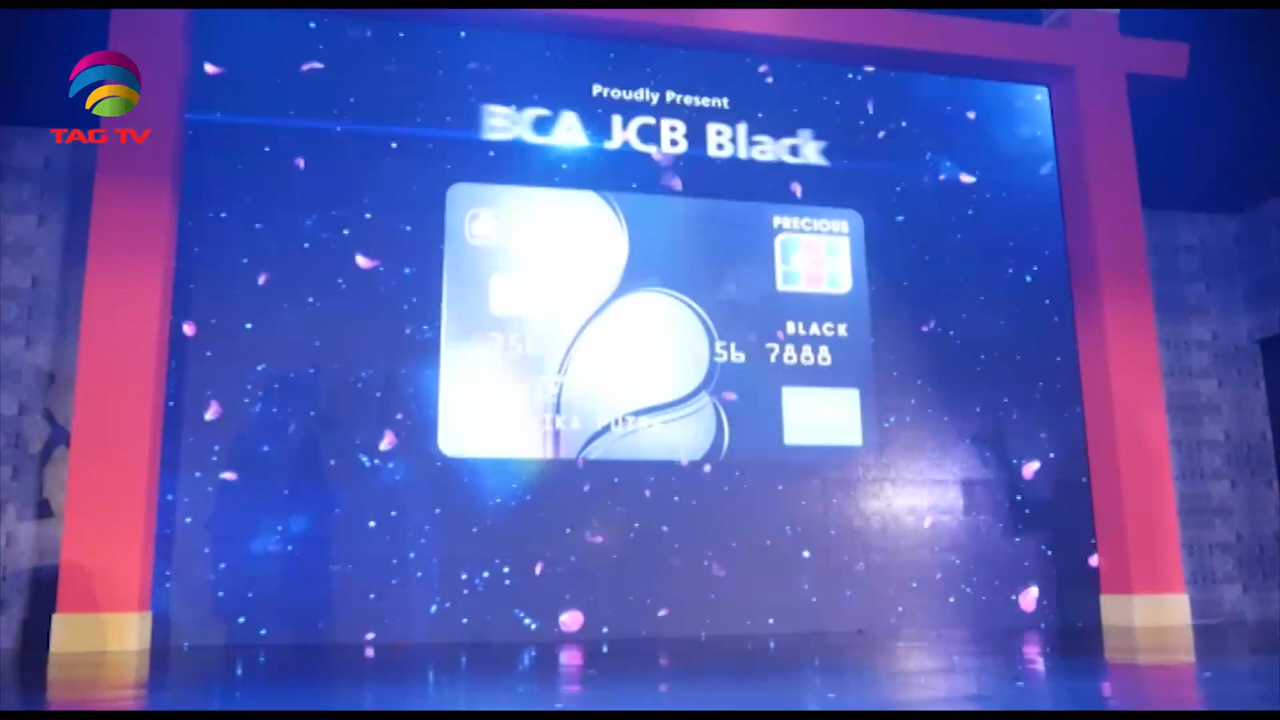 TAG TV
Proudly Present
BCA JCB Black
PRECIOUS
BLACK
56 7888